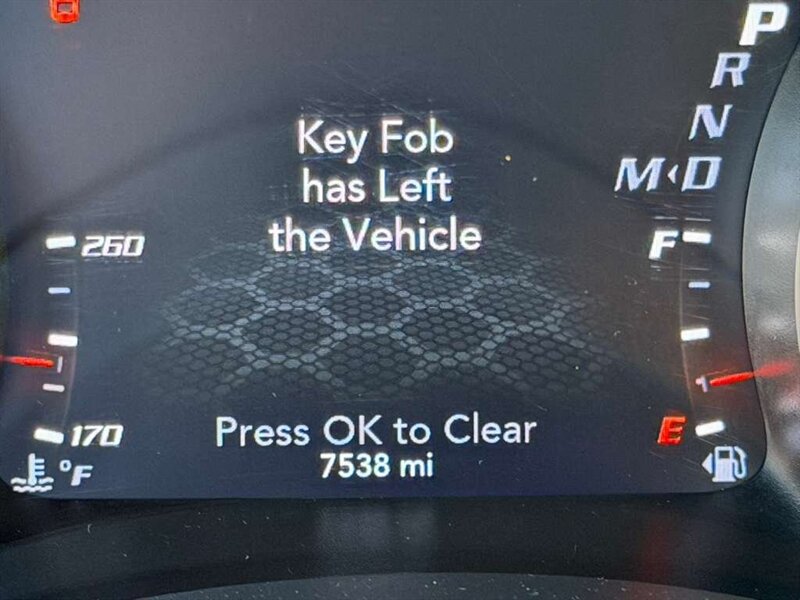 P
R
N
M D
Key Fob
has Left
the Vehicle
260
F
170
°F
E
Press OK to Clear
7538 mi